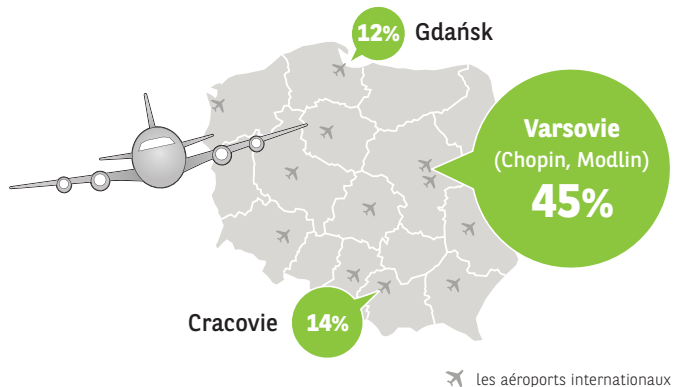 12% Gdańsk
Varsovie
(Chopin, Modlin)
45%
Cracovie 14%
les aéroports internationaux